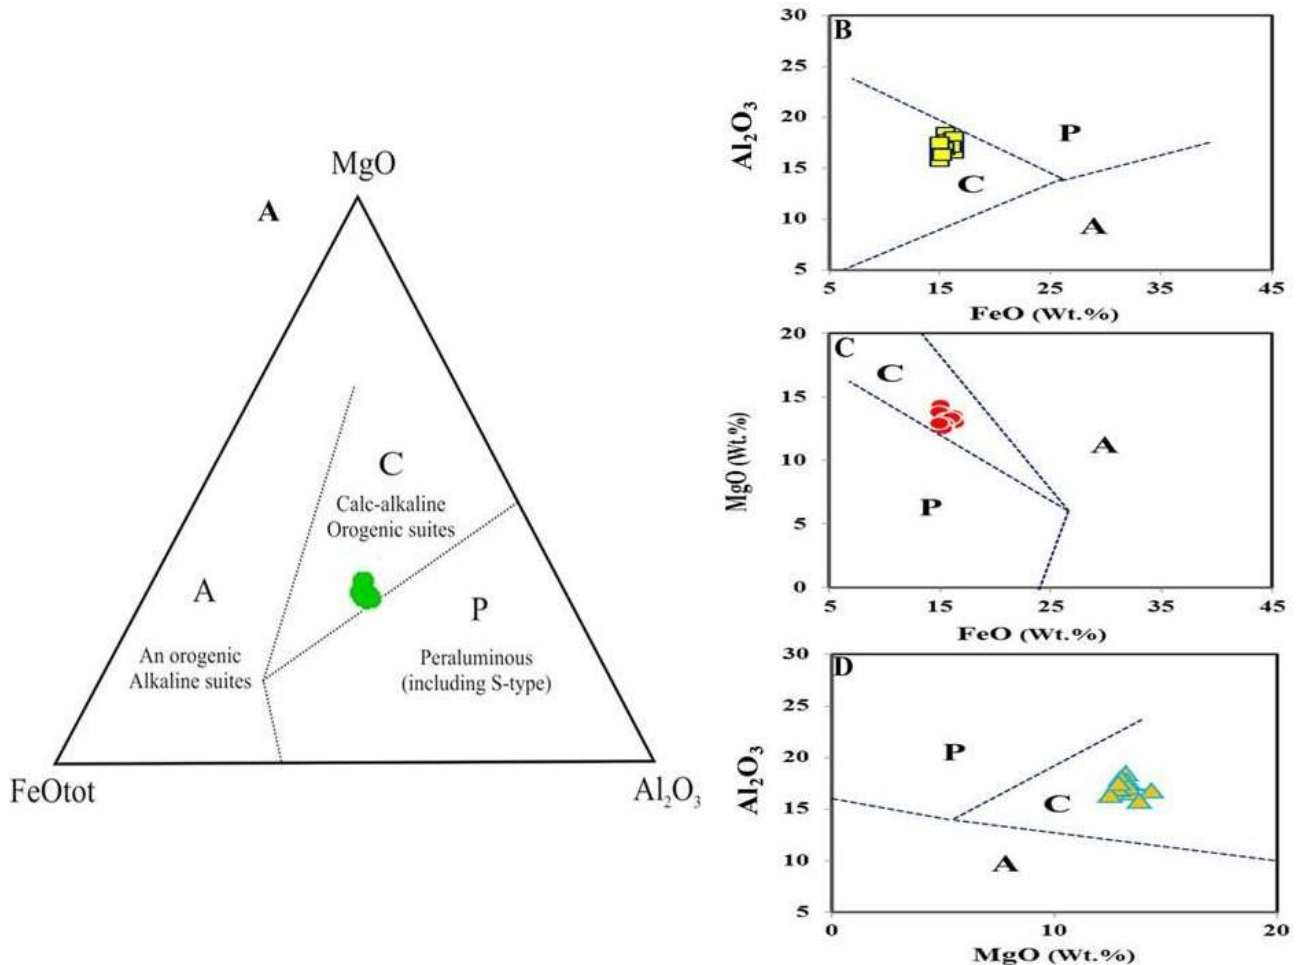 A
MgO
C
Calc-alkaline
Orogenic suites
A
An orogenic
Alkaline suites
P
Peraluminous
(including S-type)
FeOtot
Al₂O₃
B
30
25
20
15
10
5
Al₂O₃
P
C
A
5 15 25 35 45
FeO (Wt.%)
C
20
15
10
5
0
MgO (Wt.%)
C
A
P
5 15 25 35 45
FeO (Wt.%)
D
30
25
20
15
10
5
Al₂O₃
P
C
A
0 10 20
MgO (Wt.%)